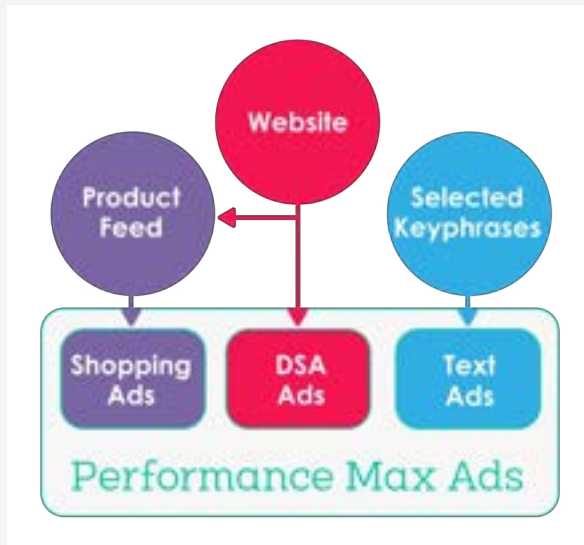 Website
Product
Feed
Selected
Keyphrases
Shopping
Ads
DSA
Ads
Text
Ads
Performance Max Ads